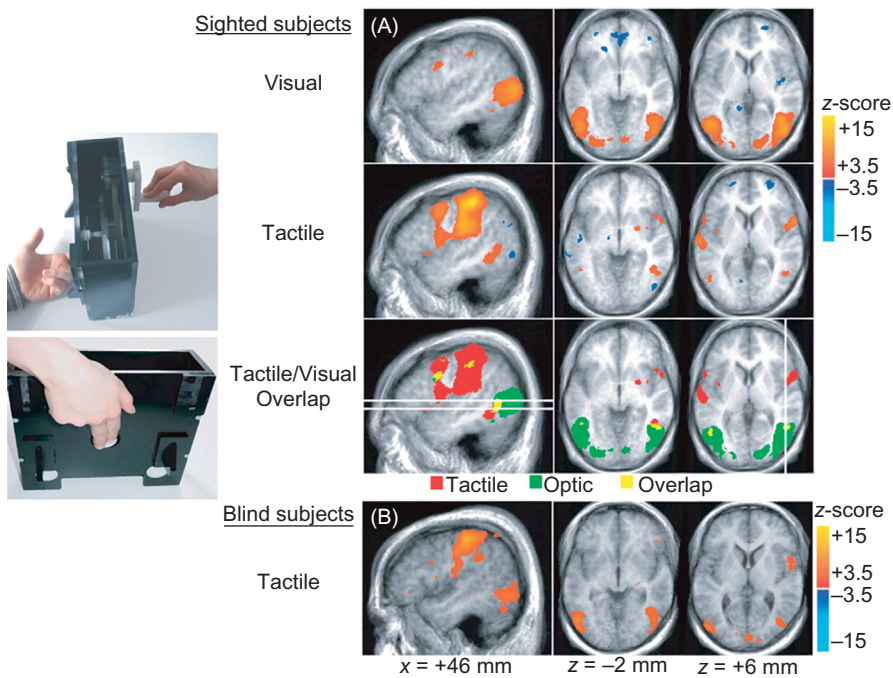 Sighted subjects
(A)
Visual
z-score
+15
+3.5
−3.5
−15
Tactile
Tactile/Visual
Overlap
Tactile
Optic
Overlap
Blind subjects
(B)
z-score
+15
+3.5
−3.5
−15
Tactile
x = +46 mm
z = −2 mm
z = +6 mm